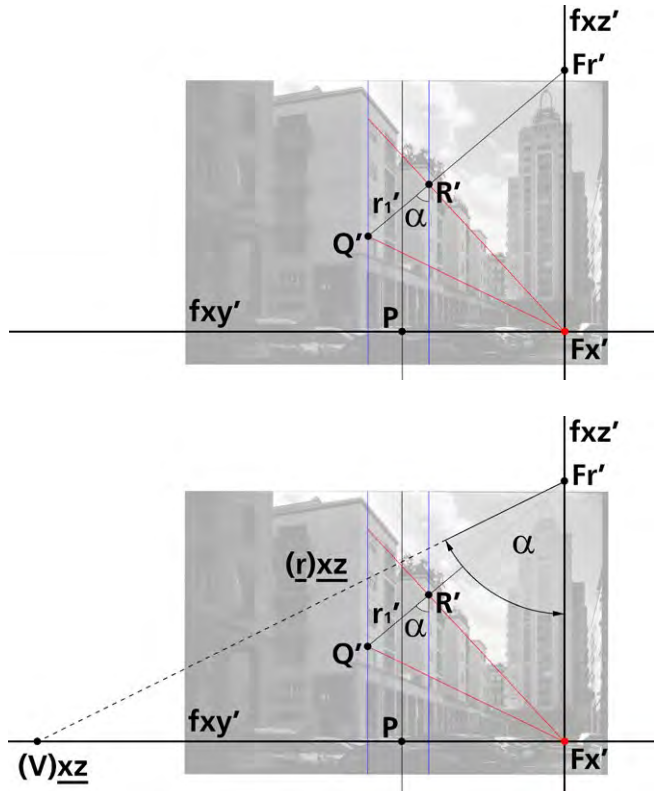 fxz'
Fr'
R'
r1'
α
Q'
fxy'
P
Fx'
fxz'
Fr'
α
(r)xz
R'
r1'
α
Q'
fxy'
P
(V)xz
Fx'